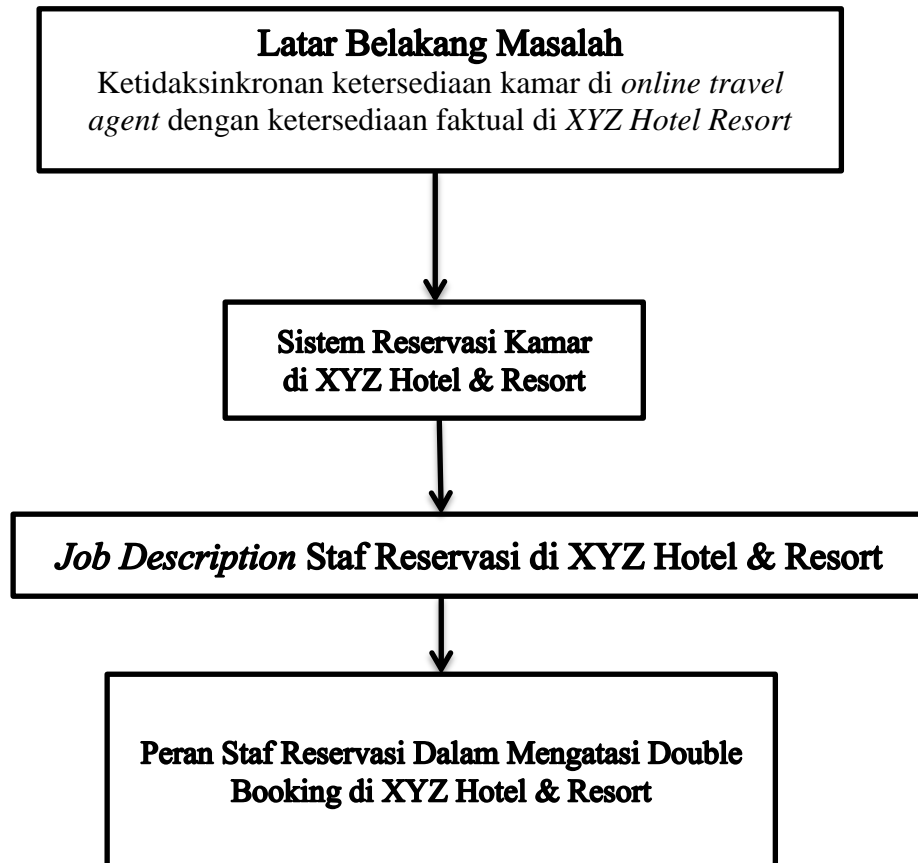 Latar Belakang Masalah
Ketidaksinkronan ketersediaan kamar di online travel
agent dengan ketersediaan faktual di XYZ Hotel Resort
Sistem Reservasi Kamar
di XYZ Hotel & Resort
Job Description Staf Reservasi di XYZ Hotel & Resort
Peran Staf Reservasi Dalam Mengatasi Double
Booking di XYZ Hotel & Resort